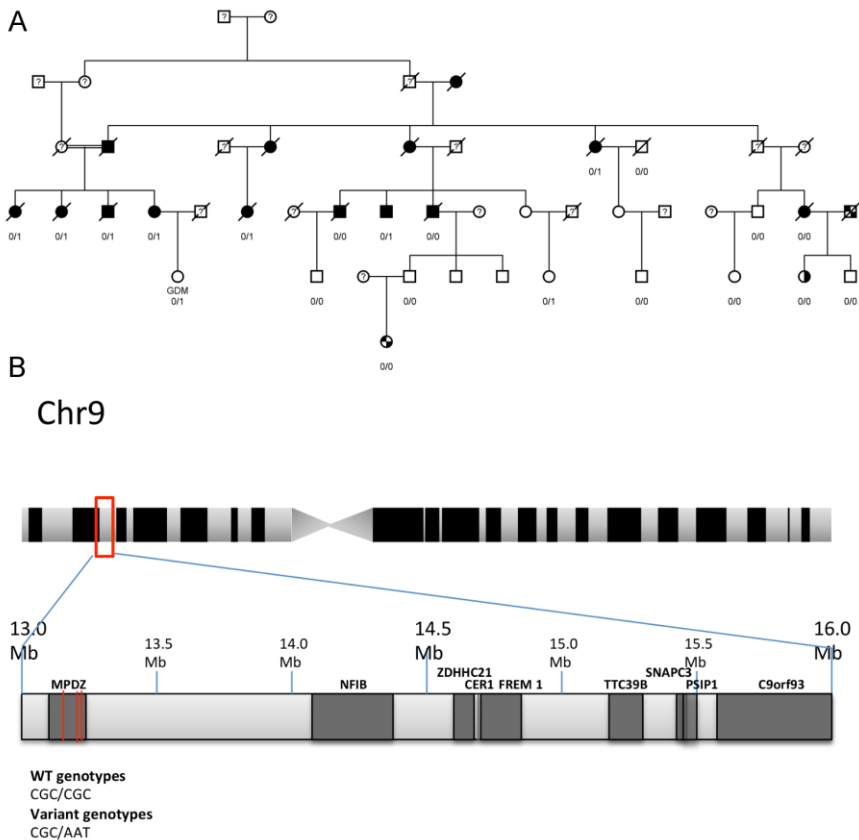 A
? ?
? ? ?
? ? ? ? ?
0/1 0/0
? ? ? ? ? ?
0/1 0/1 0/1 0/1 0/1 0/0 0/1 0/0 0/0 0/0
GDM
? 
0/1 0/0 0/0 0/1 0/0 0/0 0/0 0/0
0/0
B
Chr9
13.0 Mb
13.5 Mb
14.0 Mb
14.5 Mb
15.0 Mb
15.5 Mb
16.0 Mb
MPDZ NFIB ZDHHC21 CER1 FREM 1 TTC39B SNAPC3 PSIP1 C9orf93
WT genotypes
CGC/CGC
Variant genotypes
CGC/AAT